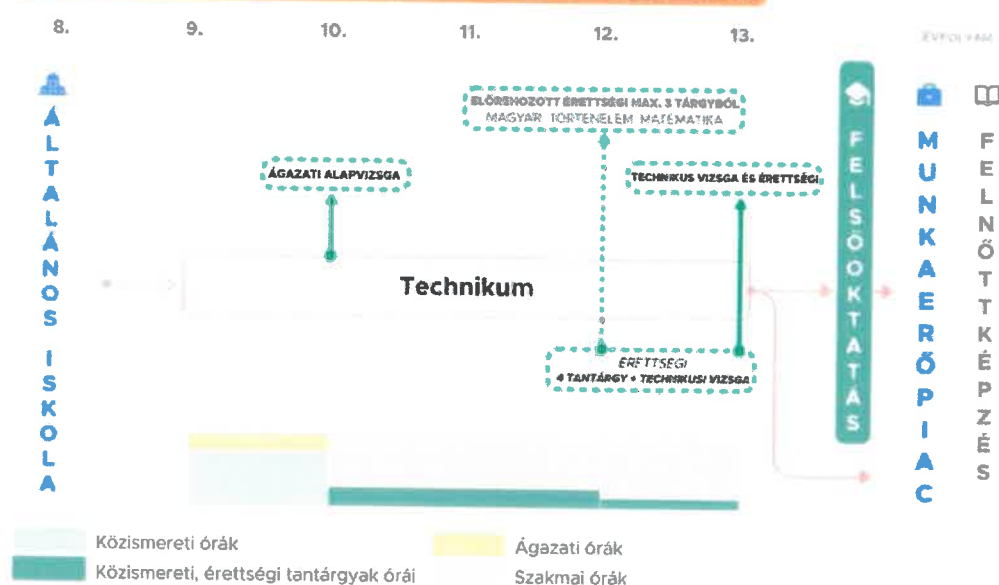 8. 9. 10. 11. 12. 13. ÉVFOLYAM
ÁLTALÁNOS ISKOLA
ELŐREHOZOTT ÉRETTSÉGI MAX. 3 TÁRGYBÓL
MAGYAR TÖRTÉNELEM MATEMATIKA
ÁGAZATI ALAPVIZSGA
TECHNIKUS VIZSGA ÉS ÉRETTSÉGI
Technikum
ÉRETTSÉGI
4 TANTÁRGY + TECHNIKUSI VIZSGA
FELSŐOKTATÁS
MUNKAERŐPIAC
FELNŐTTKÉPZÉS
Közismereti órák
Ágazati órák
Közismereti, érettségi tantárgyak órái
Szakmai órák